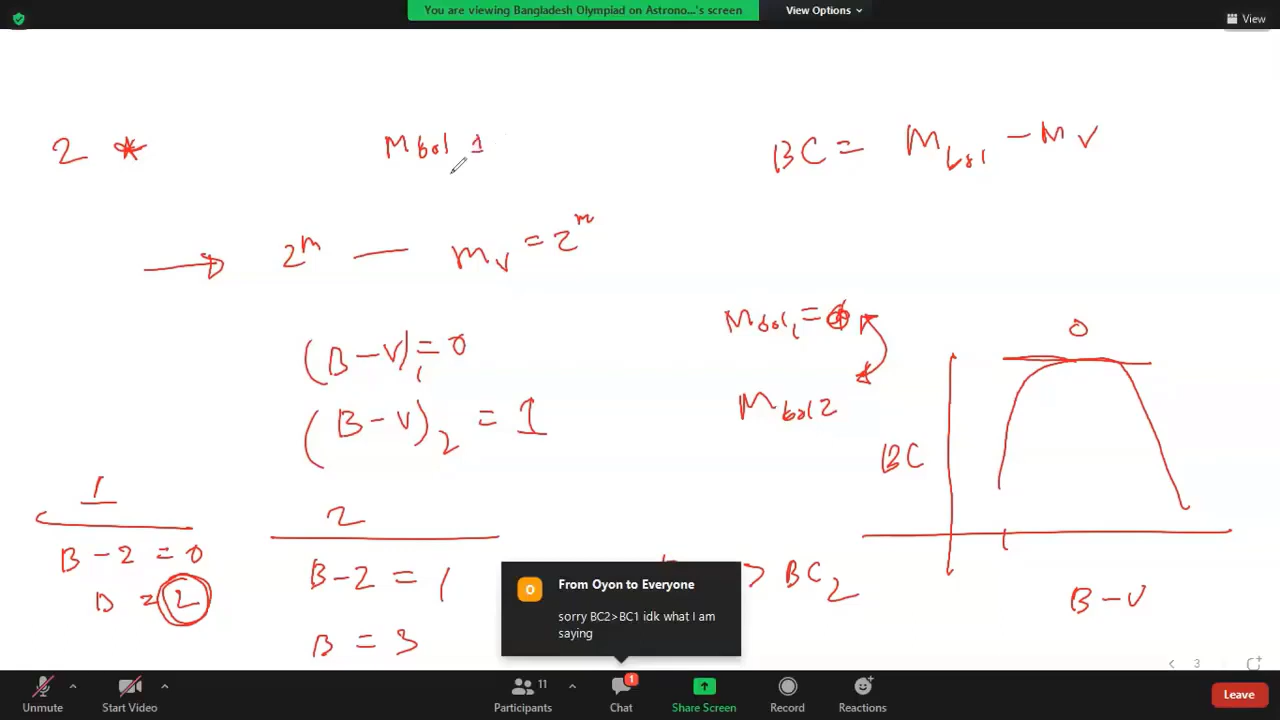 You are viewing Bangladesh Olympiad on Astrono...'s screen
View Options
View
2 *
Mbol 1
BC = Mbol - Mv
→ 2^m — mv = 2^m
(B-V)1 = 0
(B-V)2 = 1
Mbol1 =
Mbol2
0
BC
B-V
1
B-2 = 0
B = 2
2
B-2 = 1
B = 3
> BC2
O
From Oyon to Everyone
sorry BC2>BC1 idk what I am
saying
3
Unmute
Start Video
11
Participants
1
Chat
Share Screen
Record
Reactions
Leave